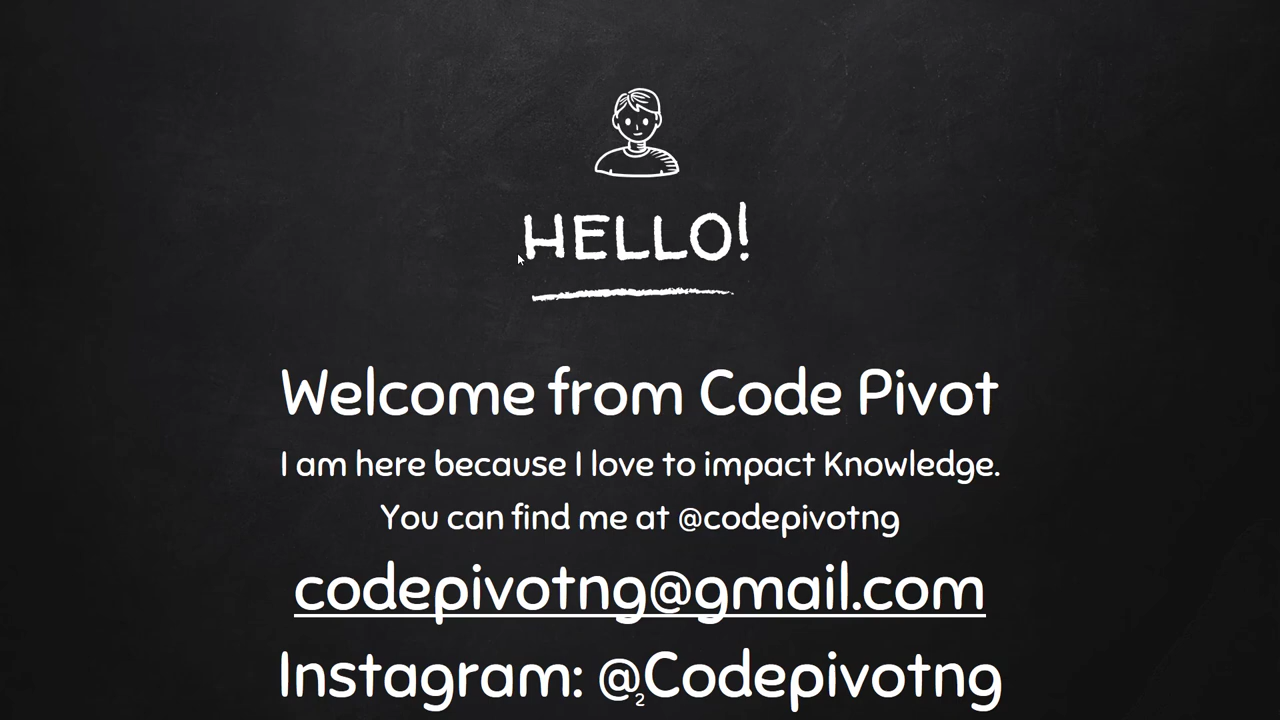 HELLO!
Welcome from Code Pivot
I am here because I love to impact Knowledge.
You can find me at @codepivotng
codepivotng@gmail.com
Instagram: @Codepivotng
2